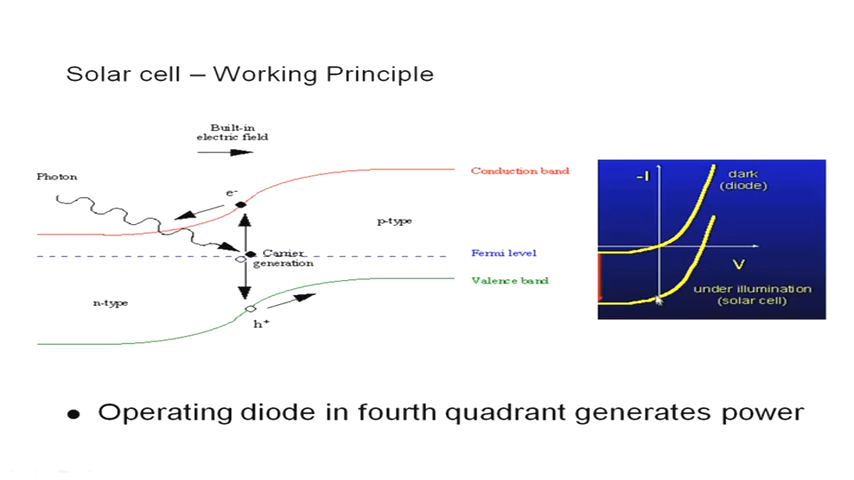 Solar cell – Working Principle
Built-in
electric field
Photon
e-
Conduction band
p-type
Carrier
generation
Fermi level
Valence band
n-type
h+
-I
dark
(diode)
V
under illumination
(solar cell)
● Operating diode in fourth quadrant generates power